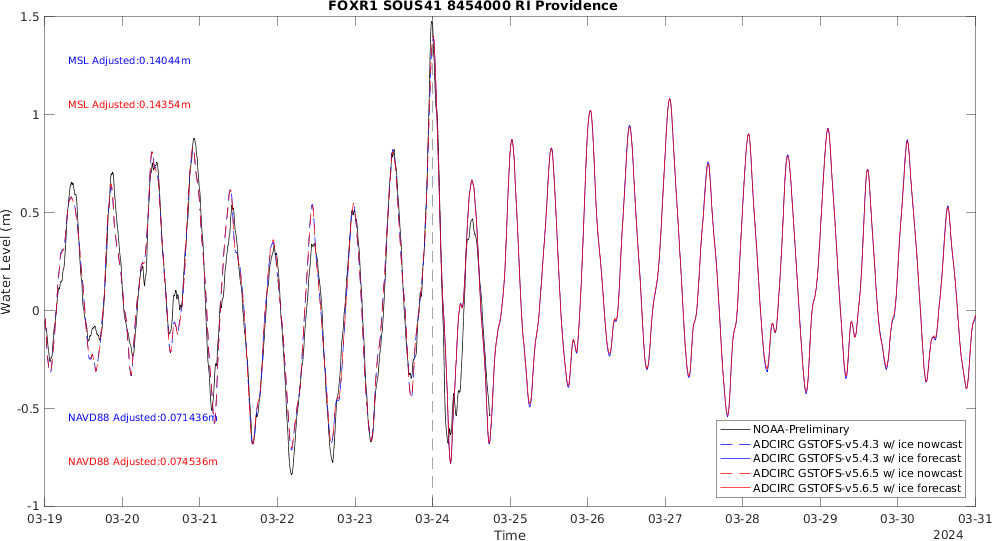 FOXR1 SOUS41 8454000 RI Providence
1.5
MSL Adjusted:0.14044m
MSL Adjusted:0.14354m
1
0.5
Water Level (m)
0
-0.5
NAVD88 Adjusted:0.071436m
NAVD88 Adjusted:0.074536m
-1
NOAA-Preliminary
ADCIRC GSTOFS-v5.4.3 w/ ice nowcast
ADCIRC GSTOFS-v5.4.3 w/ ice forecast
ADCIRC GSTOFS-v5.6.5 w/ ice nowcast
ADCIRC GSTOFS-v5.6.5 w/ ice forecast
03-19 03-20 03-21 03-22 03-23 03-24 03-25 03-26 03-27 03-28 03-29 03-30 03-31
Time
2024